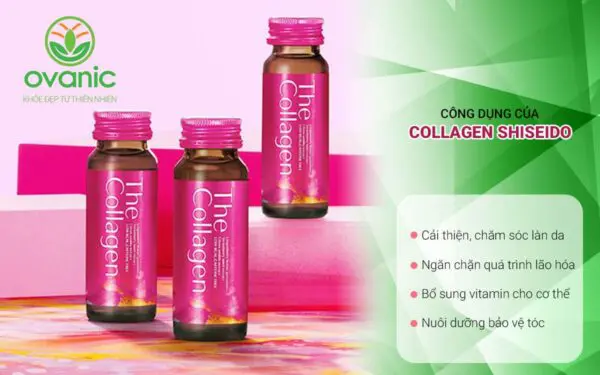 ovanic
KHỎE ĐẸP TỪ THIÊN NHIÊN
The
Collagen
The
Collagen
The
Collagen
CÔNG DỤNG CỦA
COLLAGEN SHISEIDO
Cải thiện, chăm sóc làn da
Ngăn chặn quá trình lão hóa
Bổ sung vitamin cho cơ thể
Nuôi dưỡng bảo vệ tóc